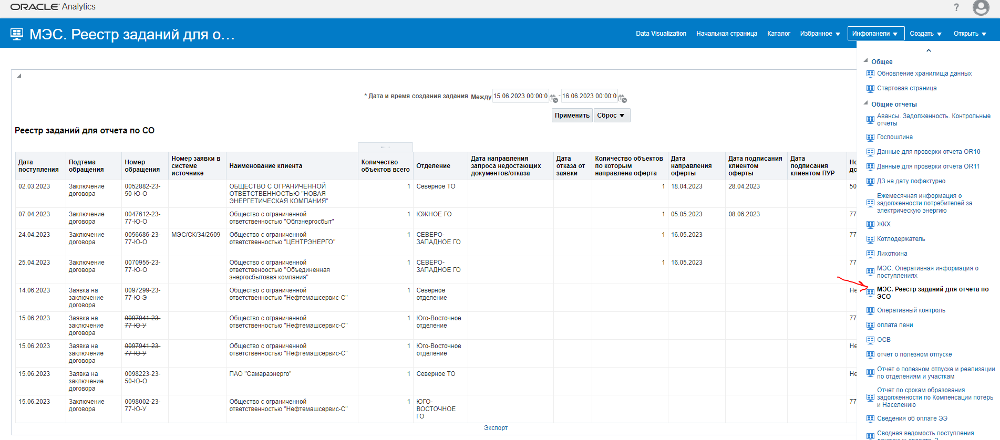 ORACLE Analytics
?
МЭС. Реестр заданий для о...
Data Visualization
Начальная страница
Каталог
Избранное
Инфопанели
Создать
Открыть
* Дата и время создания задания Между 15.06.2023 00:00:0 - 16.06.2023 00:00:0
Применить
Сброс
Реестр заданий для отчета по СО
Дата
поступления
Подтема
обращения
Номер
обращения
Номер заявки в
системе
источнике
Наименование клиента
Количество
объектов всего
Отделение
Дата направления
запроса недостающих
документов/отказа
Дата
отказа от
заявки
Количество объектов
по которым
направлена оферта
Дата
направления
оферты
Дата подписания
клиентом
оферты
Дата
подписания
клиентом ПУР
Но
до
02.03.2023
Заключение
договора
0052882-23-
50-Ю-О
ОБЩЕСТВО С ОГРАНИЧЕННОЙ
ОТВЕТСТВЕННОСТЬЮ "НОВАЯ
ЭНЕРГЕТИЧЕСКАЯ КОМПАНИЯ"
1
Северное ТО
1
18.04.2023
28.04.2023
50
07.04.2023
Заключение
договора
0047612-23-
77-Ю-О
Общество с ограниченной
ответственностью "Облэнергосбыт"
1
ЮЖНОЕ ГО
1
05.05.2023
08.06.2023
77
24.04.2023
Заключение
договора
0056686-23-
77-Ю-О
МЭС/СК/34/2609
Общество с ограниченной
ответственностью "ЦЕНТРЭНЕРГО"
1
СЕВЕРО-
ЗАПАДНОЕ ГО
1
16.05.2023
77
25.04.2023
Заключение
договора
0070955-23-
77-Ю-О
Общество с ограниченной
ответственоостью "Объединенная
энергосбытовая компания"
1
СЕВЕРО-
ЗАПАДНОЕ ГО
1
16.05.2023
77
14.06.2023
Заявка на
заключение
договора
0097299-23-
77-Ю-Э
Общество с ограниченной
ответственностью "Нефтемашсервис-С"
1
Северное
отделение
Не
15.06.2023
Заявка на
заключение
договора
0097941-23-
77-Ю-У
Общество с ограниченной
ответственностью "Нефтемашсервис-С"
1
Юго-Восточное
отделение
77
15.06.2023
Заявка на
заключение
договора
0097941-23-
77-Ю-У
Общество с ограниченной
ответственностью "Нефтемашсервис-С"
1
Юго-Восточное
отделение
Не
15.06.2023
Заявка на
заключение
договора
0098223-23-
50-Ю-О
ПАО "Самараэнерго"
1
Северное ТО
Не
15.06.2023
Заключение
договора
0098002-23-
77-Ю-У
Общество с ограниченной
ответственностью "Нефтемашсервис-С"
1
ЮГО-
ВОСТОЧНОЕ
ГО
77
Экспорт
Общее
Обновление хранилища данных
Стартовая страница
Общие отчеты
Авансы. Задолженность. Контрольные
отчеты
Госпошлина
Данные для проверки отчета OR10
Данные для проверки отчета OR11
ДЗ на дату пофактурно
Ежемесячная информация о
задолженности потребителей за
электрическую энергию
ЖКХ
Котлодержатель
Лихоткина
МЭС. Оперативная информация о
поступлениях
МЭС. Реестр заданий для отчета по
ЭСО
Оперативный контроль
оплата пени
ОСВ
отчет о полезном отпуске
Отчет о полезном отпуске и реализации
по отделениям и участкам
Отчет по срокам образования
задолженности по Компенсации потерь
и Населению
Сведения об оплате ЭЭ
Сводная ведомость поступления